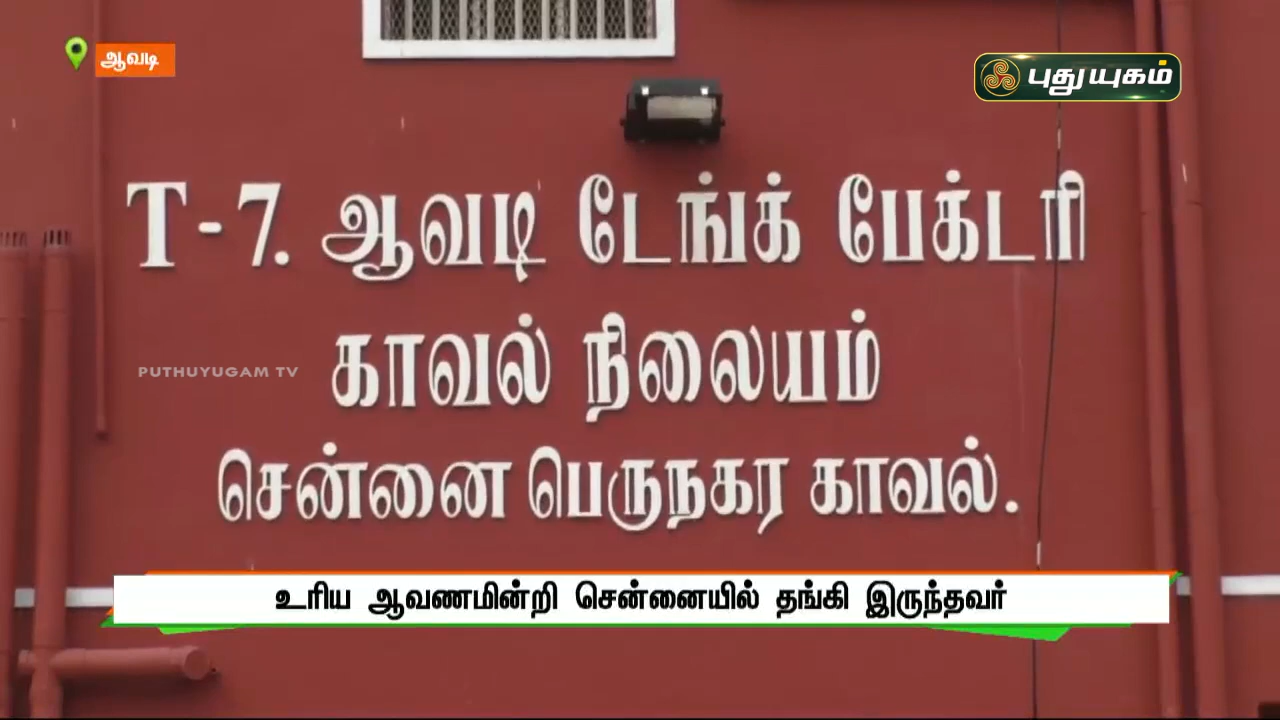 ஆவடி
புதுயுகம்
T-7. ஆவடி டேங்க் பேக்டரி
காவல் நிலையம்
PUTHUYUGAM TV
சென்னை பெருநகர காவல்.
உரிய ஆவணமின்றி சென்னையில் தங்கி இருந்தவர்